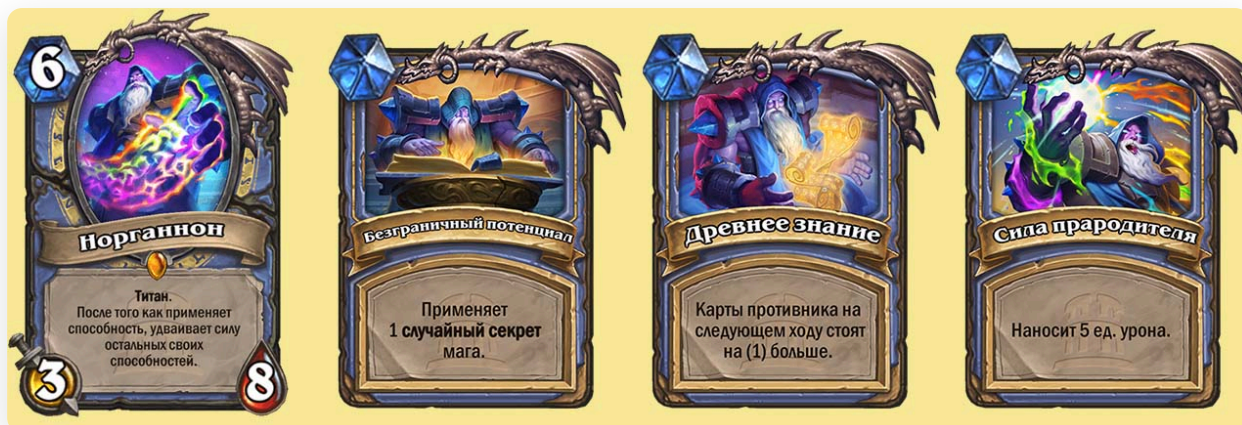 6
Норганнон
Титан.
После того как применяет
способность, удваивает силу
остальных своих
способностей.
3
8
Безграничный потенциал
Применяет
1 случайный секрет
мага.
Древнее знание
Карты противника на
следующем ходу стоят
на (1) больше.
Сила прародителя
Наносит 5 ед. урона.